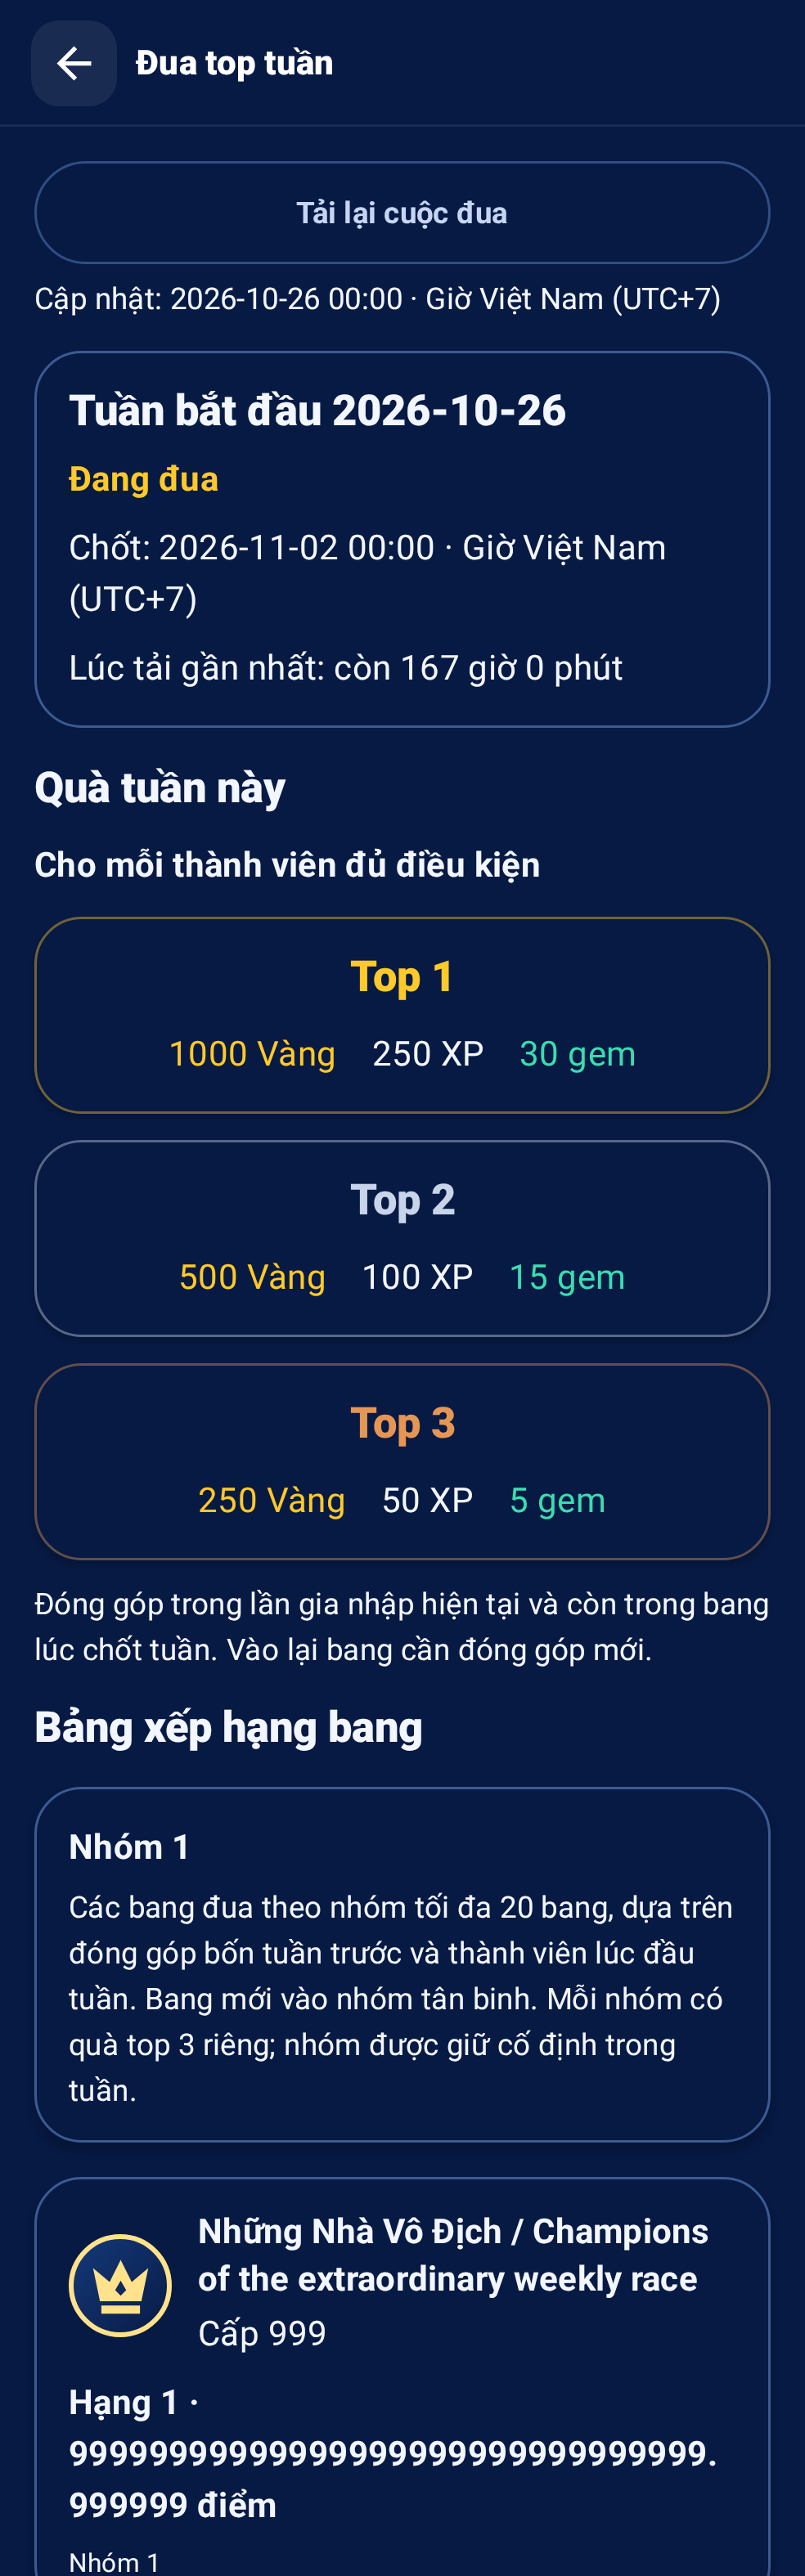 Đua top tuần
Tải lại cuộc đua
Cập nhật: 2026-10-26 00:00 · Giờ Việt Nam (UTC+7)
Tuần bắt đầu 2026-10-26
Đang đua
Chốt: 2026-11-02 00:00 · Giờ Việt Nam
(UTC+7)
Lúc tải gần nhất: còn 167 giờ 0 phút
Quà tuần này
Cho mỗi thành viên đủ điều kiện
Top 1
1000 Vàng 250 XP 30 gem
Top 2
500 Vàng 100 XP 15 gem
Top 3
250 Vàng 50 XP 5 gem
Đóng góp trong lần gia nhập hiện tại và còn trong bang
lúc chốt tuần. Vào lại bang cần đóng góp mới.
Bảng xếp hạng bang
Nhóm 1
Các bang đua theo nhóm tối đa 20 bang, dựa trên
đóng góp bốn tuần trước và thành viên lúc đầu
tuần. Bang mới vào nhóm tân binh. Mỗi nhóm có
quà top 3 riêng; nhóm được giữ cố định trong
tuần.
Những Nhà Vô Địch / Champions
of the extraordinary weekly race
Cấp 999
Hạng 1 ·
99999999999999999999999999999999.
999999 điểm
Nhóm 1